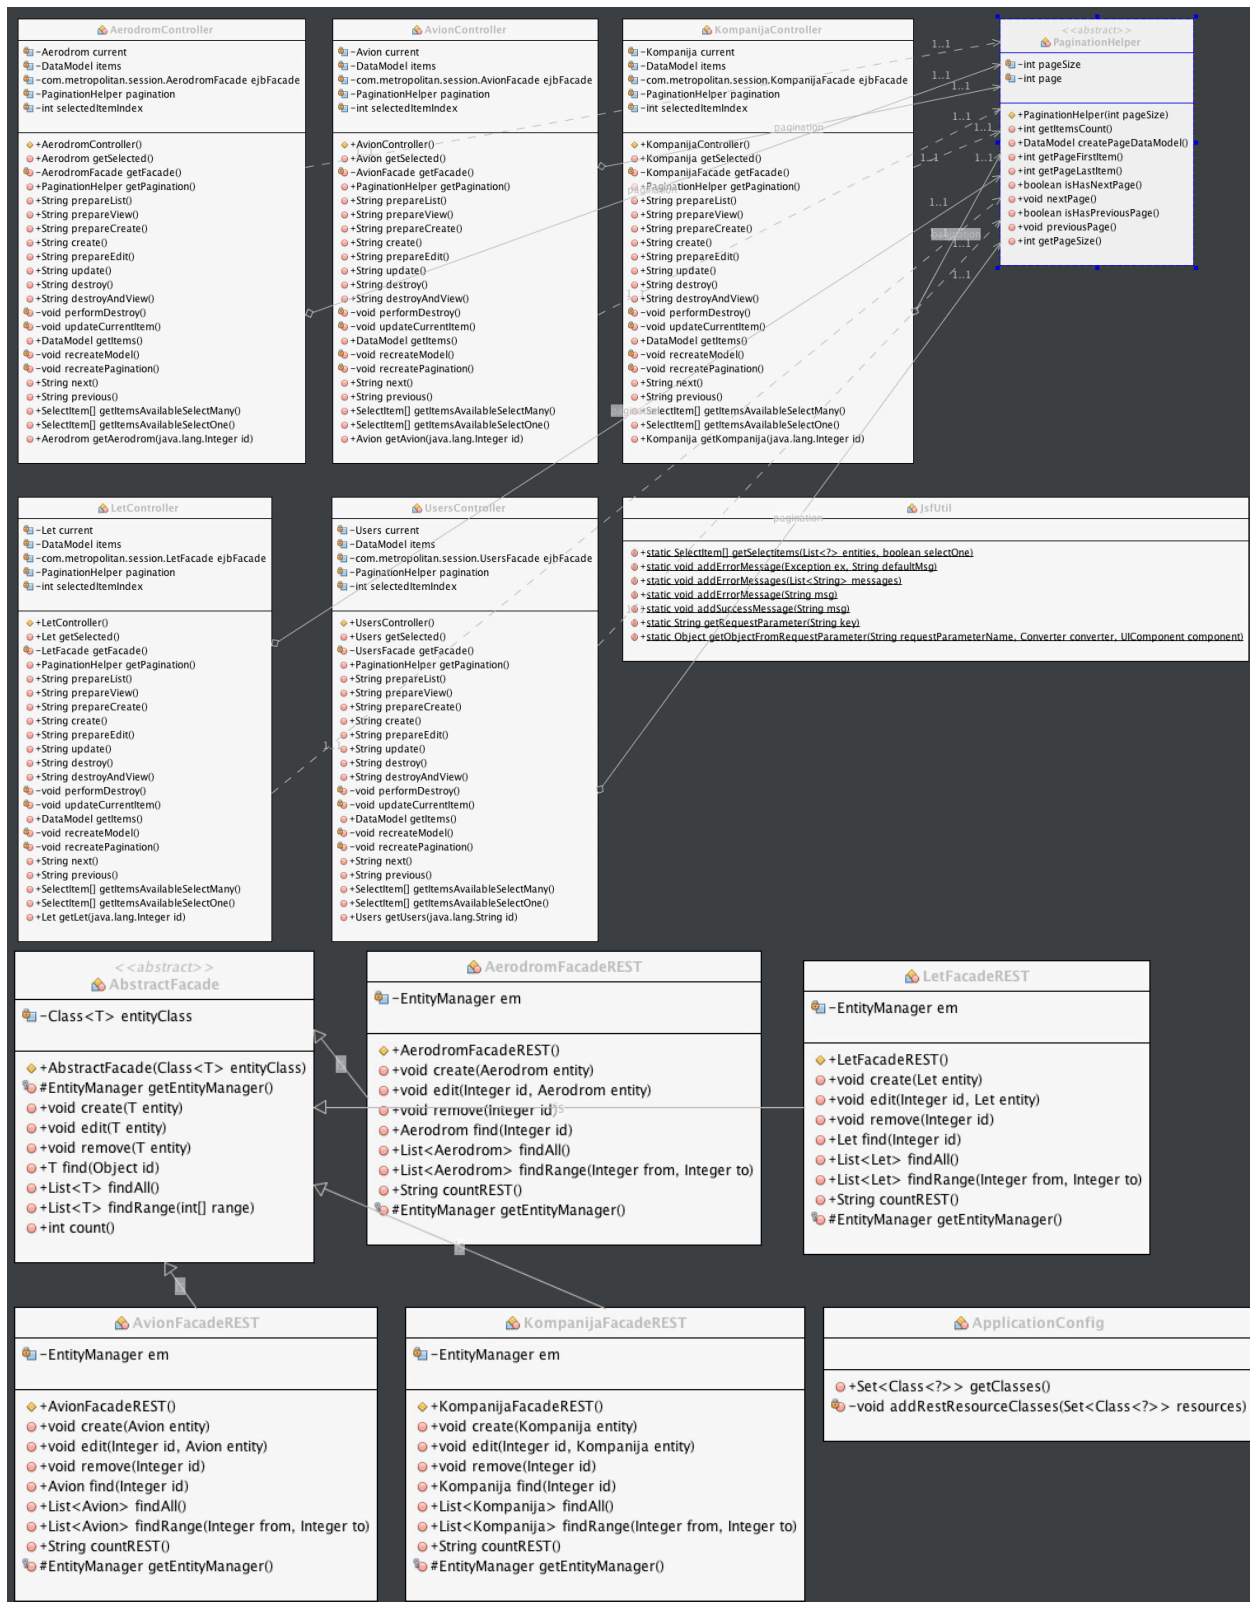 AerodromController
-Aerodrom current
-DataModel items
-com.metropolitan.session.AerodromFacade ejbFacade
-PaginationHelper pagination
-int selectedItemIndex
+AerodromController()
+Aerodrom getSelected()
-AerodromFacade getFacade()
+PaginationHelper getPagination()
+String prepareList()
+String prepareView()
+String prepareCreate()
+String create()
+String prepareEdit()
+String update()
+String destroy()
+String destroyAndView()
-void performDestroy()
-void updateCurrentItem()
+DataModel getItems()
-void recreateModel()
-void recreatePagination()
+String next()
+String previous()
+SelectItem[] getItemsAvailableSelectMany()
+SelectItem[] getItemsAvailableSelectOne()
+Aerodrom getAerodrom(java.lang.Integer id)
AvionController
-Avion current
-DataModel items
-com.metropolitan.session.AvionFacade ejbFacade
-PaginationHelper pagination
-int selectedItemIndex
+AvionController()
+Avion getSelected()
-AvionFacade getFacade()
+PaginationHelper getPagination()
+String prepareList()
+String prepareView()
+String prepareCreate()
+String create()
+String prepareEdit()
+String update()
+String destroy()
+String destroyAndView()
-void performDestroy()
-void updateCurrentItem()
+DataModel getItems()
-void recreateModel()
-void recreatePagination()
+String next()
+String previous()
+SelectItem[] getItemsAvailableSelectMany()
+SelectItem[] getItemsAvailableSelectOne()
+Avion getAvion(java.lang.Integer id)
KompanijaController
-Kompanija current
-DataModel items
-com.metropolitan.session.KompanijaFacade ejbFacade
-PaginationHelper pagination
-int selectedItemIndex
+KompanijaController()
+Kompanija getSelected()
-KompanijaFacade getFacade()
+PaginationHelper getPagination()
+String prepareList()
+String prepareView()
+String prepareCreate()
+String create()
+String prepareEdit()
+String update()
+String destroy()
+String destroyAndView()
-void performDestroy()
-void updateCurrentItem()
+DataModel getItems()
-void recreateModel()
-void recreatePagination()
+String next()
+String previous()
+SelectItem[] getItemsAvailableSelectMany()
+SelectItem[] getItemsAvailableSelectOne()
+Kompanija getKompanija(java.lang.Integer id)
1..1
1..1
1..1
1..1
1..1
1..1
1..1
1..1
1..1
1..1
pagination
pagination
pagination
<<abstract>>
PaginationHelper
-int pageSize
-int page
+PaginationHelper(int pageSize)
+int getItemsCount()
+DataModel createPageDataModel()
+int getPageFirstItem()
+int getPageLastItem()
+boolean isHasNextPage()
+void nextPage()
+boolean isHasPreviousPage()
+void previousPage()
+int getPageSize()
LetController
-Let current
-DataModel items
-com.metropolitan.session.LetFacade ejbFacade
-PaginationHelper pagination
-int selectedItemIndex
+LetController()
+Let getSelected()
-LetFacade getFacade()
+PaginationHelper getPagination()
+String prepareList()
+String prepareView()
+String prepareCreate()
+String create()
+String prepareEdit()
+String update()
+String destroy()
+String destroyAndView()
-void performDestroy()
-void updateCurrentItem()
+DataModel getItems()
-void recreateModel()
-void recreatePagination()
+String next()
+String previous()
+SelectItem[] getItemsAvailableSelectMany()
+SelectItem[] getItemsAvailableSelectOne()
+Let getLet(java.lang.Integer id)
UsersController
-Users current
-DataModel items
-com.metropolitan.session.UsersFacade ejbFacade
-PaginationHelper pagination
-int selectedItemIndex
+UsersController()
+Users getSelected()
-UsersFacade getFacade()
+PaginationHelper getPagination()
+String prepareList()
+String prepareView()
+String prepareCreate()
+String create()
+String prepareEdit()
+String update()
+String destroy()
+String destroyAndView()
-void performDestroy()
-void updateCurrentItem()
+DataModel getItems()
-void recreateModel()
-void recreatePagination()
+String next()
+String previous()
+SelectItem[] getItemsAvailableSelectMany()
+SelectItem[] getItemsAvailableSelectOne()
+Users getUsers(java.lang.String id)
JsfUtil
pagination
+static SelectItem[] getSelectItems(List<?> entities, boolean selectOne)
+static void addErrorMessage(Exception ex, String defaultMsg)
+static void addErrorMessages(List<String> messages)
+static void addErrorMessage(String msg)
+static void addSuccessMessage(String msg)
+static String getRequestParameter(String key)
+static Object getObjectFromRequestParameter(String requestParameterName, Converter converter, UIComponent component)
<<abstract>>
AbstractFacade
-Class<T> entityClass
+AbstractFacade(Class<T> entityClass)
#EntityManager getEntityManager()
+void create(T entity)
+void edit(T entity)
+void remove(T entity)
+T find(Object id)
+List<T> findAll()
+List<T> findRange(int[] range)
+int count()
AerodromFacadeREST
-EntityManager em
+AerodromFacadeREST()
+void create(Aerodrom entity)
+void edit(Integer id, Aerodrom entity)
+void remove(Integer id)
+Aerodrom find(Integer id)
+List<Aerodrom> findAll()
+List<Aerodrom> findRange(Integer from, Integer to)
+String countREST()
#EntityManager getEntityManager()
LetFacadeREST
-EntityManager em
+LetFacadeREST()
+void create(Let entity)
+void edit(Integer id, Let entity)
+void remove(Integer id)
+Let find(Integer id)
+List<Let> findAll()
+List<Let> findRange(Integer from, Integer to)
+String countREST()
#EntityManager getEntityManager()
AvionFacadeREST
-EntityManager em
+AvionFacadeREST()
+void create(Avion entity)
+void edit(Integer id, Avion entity)
+void remove(Integer id)
+Avion find(Integer id)
+List<Avion> findAll()
+List<Avion> findRange(Integer from, Integer to)
+String countREST()
#EntityManager getEntityManager()
KompanijaFacadeREST
-EntityManager em
+KompanijaFacadeREST()
+void create(Kompanija entity)
+void edit(Integer id, Kompanija entity)
+void remove(Integer id)
+Kompanija find(Integer id)
+List<Kompanija> findAll()
+List<Kompanija> findRange(Integer from, Integer to)
+String countREST()
#EntityManager getEntityManager()
ApplicationConfig
+Set<Class<?>> getClasses()
-void addRestResourceClasses(Set<Class<?>> resources)